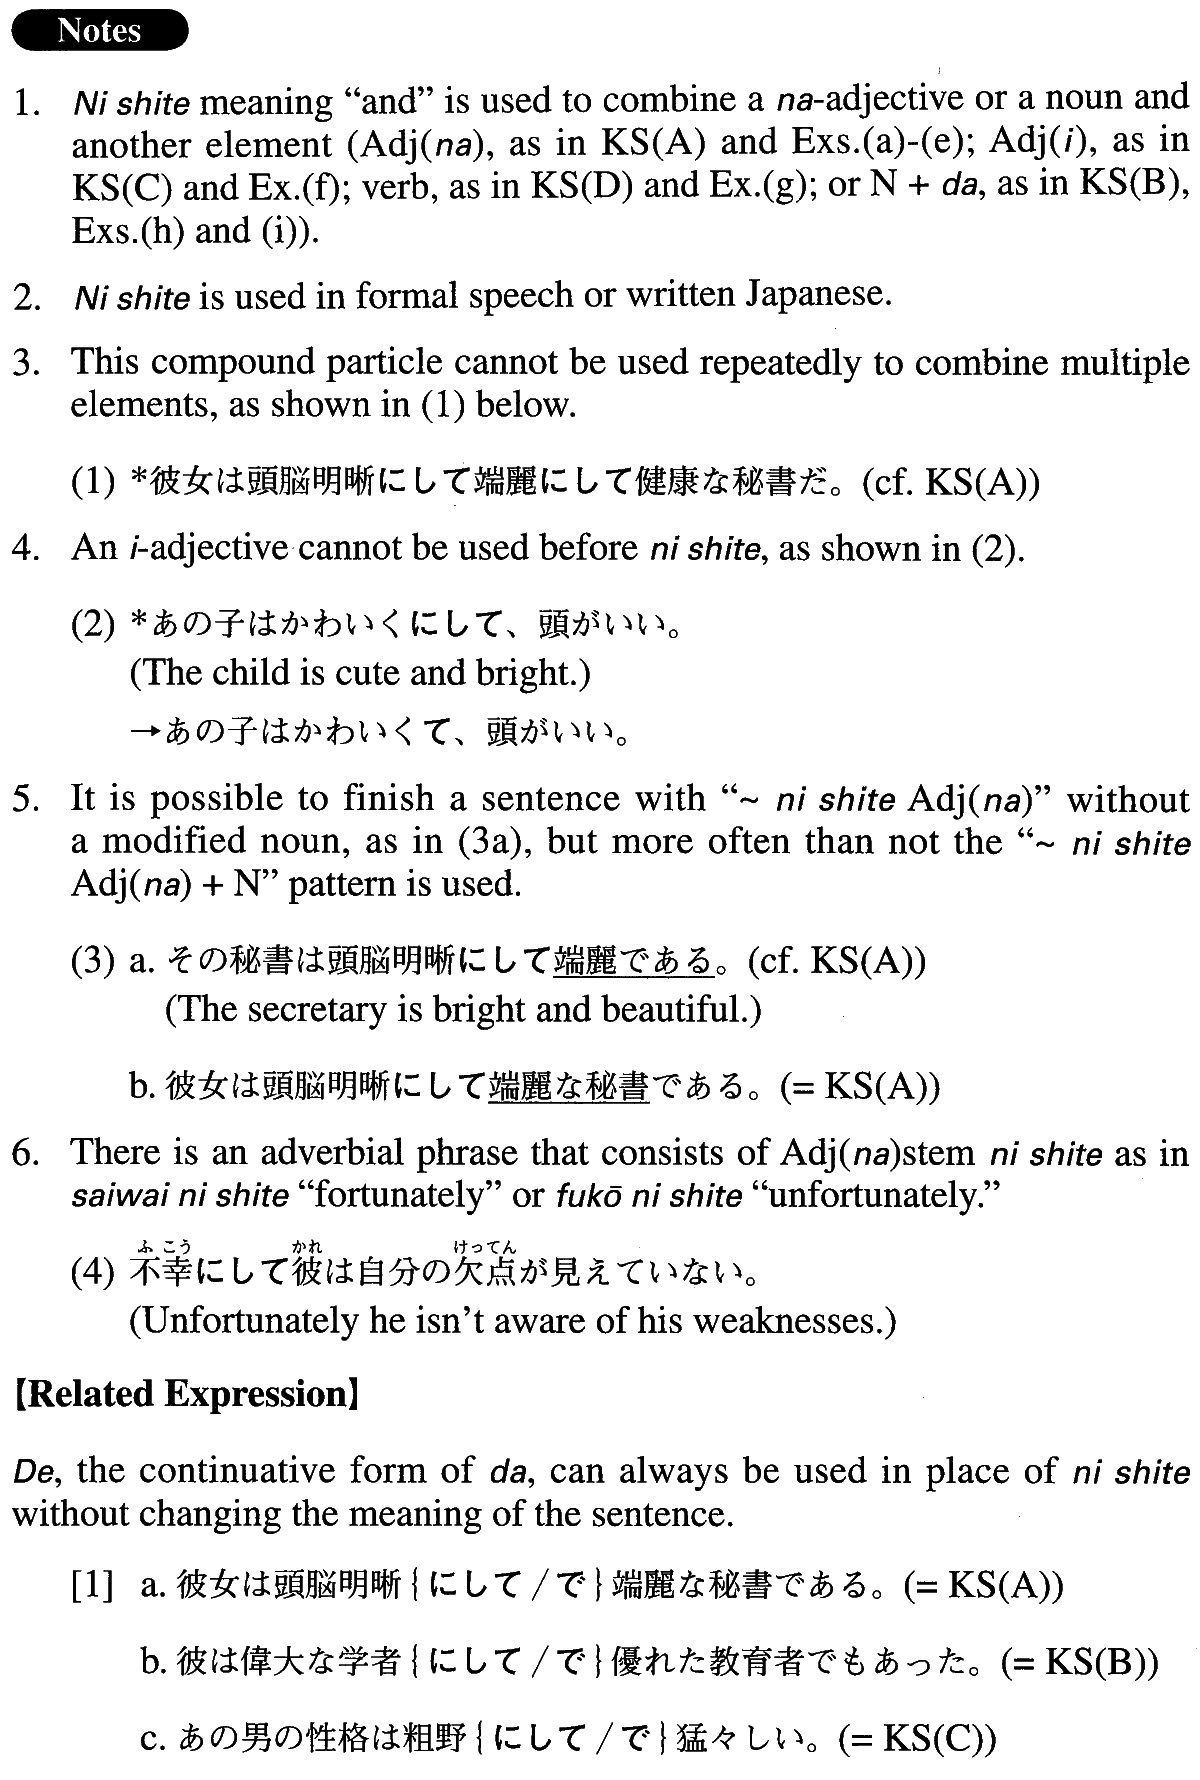 Notes
1. Ni shite meaning “and” is used to combine a na-adjective or a noun and
another element (Adj(na), as in KS(A) and Exs.(a)-(e); Adj(i), as in
KS(C) and Ex.(f); verb, as in KS(D) and Ex.(g); or N + da, as in KS(B),
Exs.(h) and (i)).
2. Ni shite is used in formal speech or written Japanese.
3. This compound particle cannot be used repeatedly to combine multiple
elements, as shown in (1) below.
(1) *彼女は頭脳明晰にして端麗にして健康な秘書だ。(cf. KS(A))
4. An i-adjective cannot be used before ni shite, as shown in (2).
(2) *あの子はかわいくにして、頭がいい。
(The child is cute and bright.)
→あの子はかわいくて、頭がいい。
5. It is possible to finish a sentence with “~ ni shite Adj(na)” without
a modified noun, as in (3a), but more often than not the “~ ni shite
Adj(na) + N” pattern is used.
(3) a. その秘書は頭脳明晰にして端麗である。(cf. KS(A))
(The secretary is bright and beautiful.)
b. 彼女は頭脳明晰にして端麗な秘書である。(= KS(A))
6. There is an adverbial phrase that consists of Adj(na)stem ni shite as in
saiwai ni shite “fortunately” or fukō ni shite “unfortunately.”
ふこう かれ けってん
(4) 不幸にして彼は自分の欠点が見えていない。
(Unfortunately he isn’t aware of his weaknesses.)
【Related Expression】
De, the continuative form of da, can always be used in place of ni shite
without changing the meaning of the sentence.
[1] a. 彼女は頭脳明晰{にして/で}端麗な秘書である。(= KS(A))
b. 彼は偉大な学者{にして/で}優れた教育者でもあった。(= KS(B))
c. あの男の性格は粗野{にして/で}猛々しい。(= KS(C))